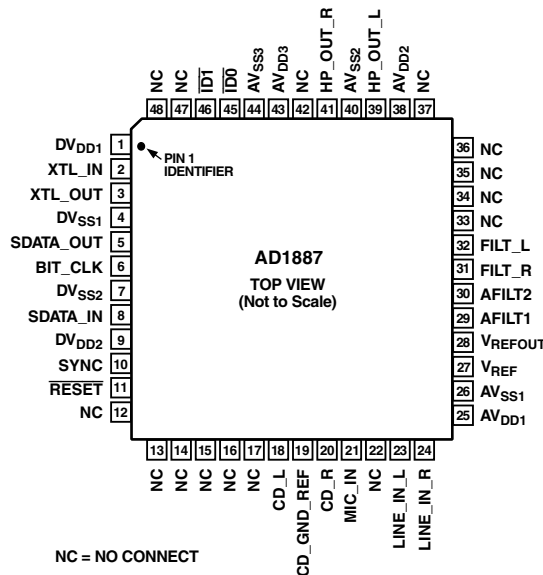 NC
NC
ID1
ID0
AVSS3
AVDD3
NC
HP_OUT_R
AVSS2
HP_OUT_L
AVDD2
NC
48 47 46 45 44 43 42 41 40 39 38 37
DVDD1 1
XTL_IN 2
XTL_OUT 3
DVSS1 4
SDATA_OUT 5
BIT_CLK 6
DVSS2 7
SDATA_IN 8
DVDD2 9
SYNC 10
RESET 11
NC 12
PIN 1
IDENTIFIER
AD1887
TOP VIEW
(Not to Scale)
36 NC
35 NC
34 NC
33 NC
32 FILT_L
31 FILT_R
30 AFILT2
29 AFILT1
28 VREFOUT
27 VREF
26 AVSS1
25 AVDD1
13 14 15 16 17 18 19 20 21 22 23 24
NC
NC
NC
NC
NC
CD_L
CD_GND_REF
CD_R
MIC_IN
NC
LINE_IN_L
LINE_IN_R
NC = NO CONNECT